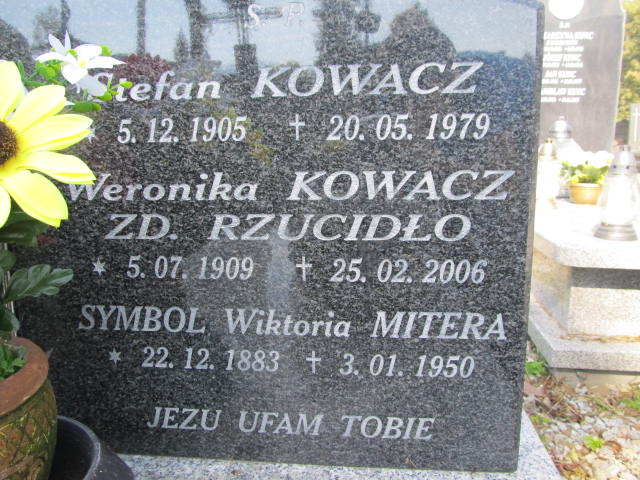 Ś P
Stefan KOWACZ
* 5.12.1905 † 20.05.1979
Weronika KOWACZ
ZD. RZUCIDŁO
* 5.07.1909 † 25.02.2006
SYMBOL Wiktoria MITERA
* 22.12.1883 † 3.01.1950
JEZU UFAM TOBIE